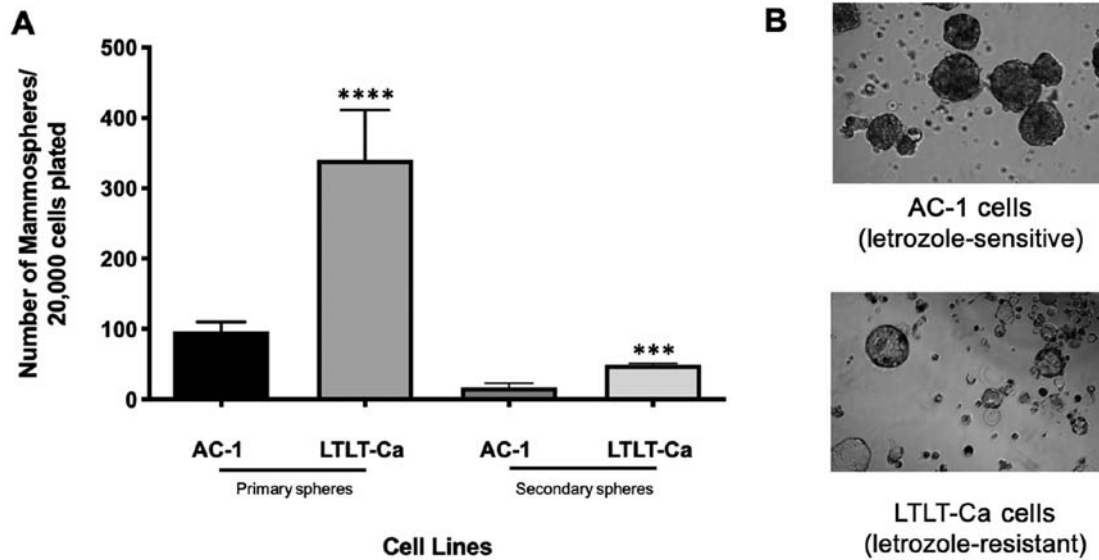 A
Number of Mammospheres/
20,000 cells plated
500
400
300
200
100
0
****
***
AC-1
LTLT-Ca
AC-1
LTLT-Ca
Primary spheres
Secondary spheres
Cell Lines
B
AC-1 cells
(letrozole-sensitive)
LTLT-Ca cells
(letrozole-resistant)